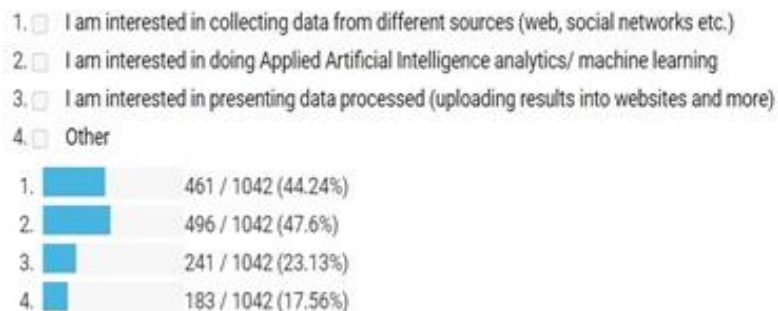 1. I am interested in collecting data from different sources (web, social networks etc.)
2. I am interested in doing Applied Artificial Intelligence analytics/ machine learning
3. I am interested in presenting data processed (uploading results into websites and more)
4. Other
1. 461 / 1042 (44.24%)
2. 496 / 1042 (47.6%)
3. 241 / 1042 (23.13%)
4. 183 / 1042 (17.56%)